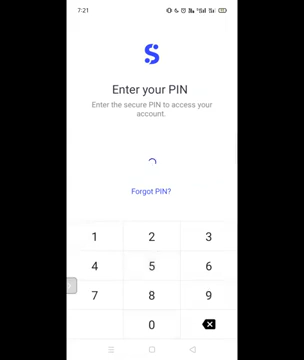 7:21
Enter your PIN
Enter the secure PIN to access your
account.
Forgot PIN?
1 2 3
4 5 6
7 8 9
0